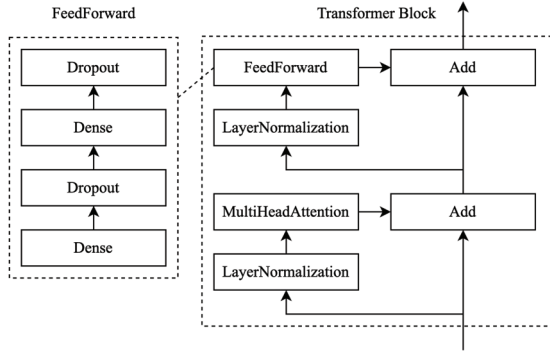 FeedForward
Transformer Block
Dropout
Dense
Dropout
Dense
FeedForward
Add
LayerNormalization
MultiHeadAttention
Add
LayerNormalization